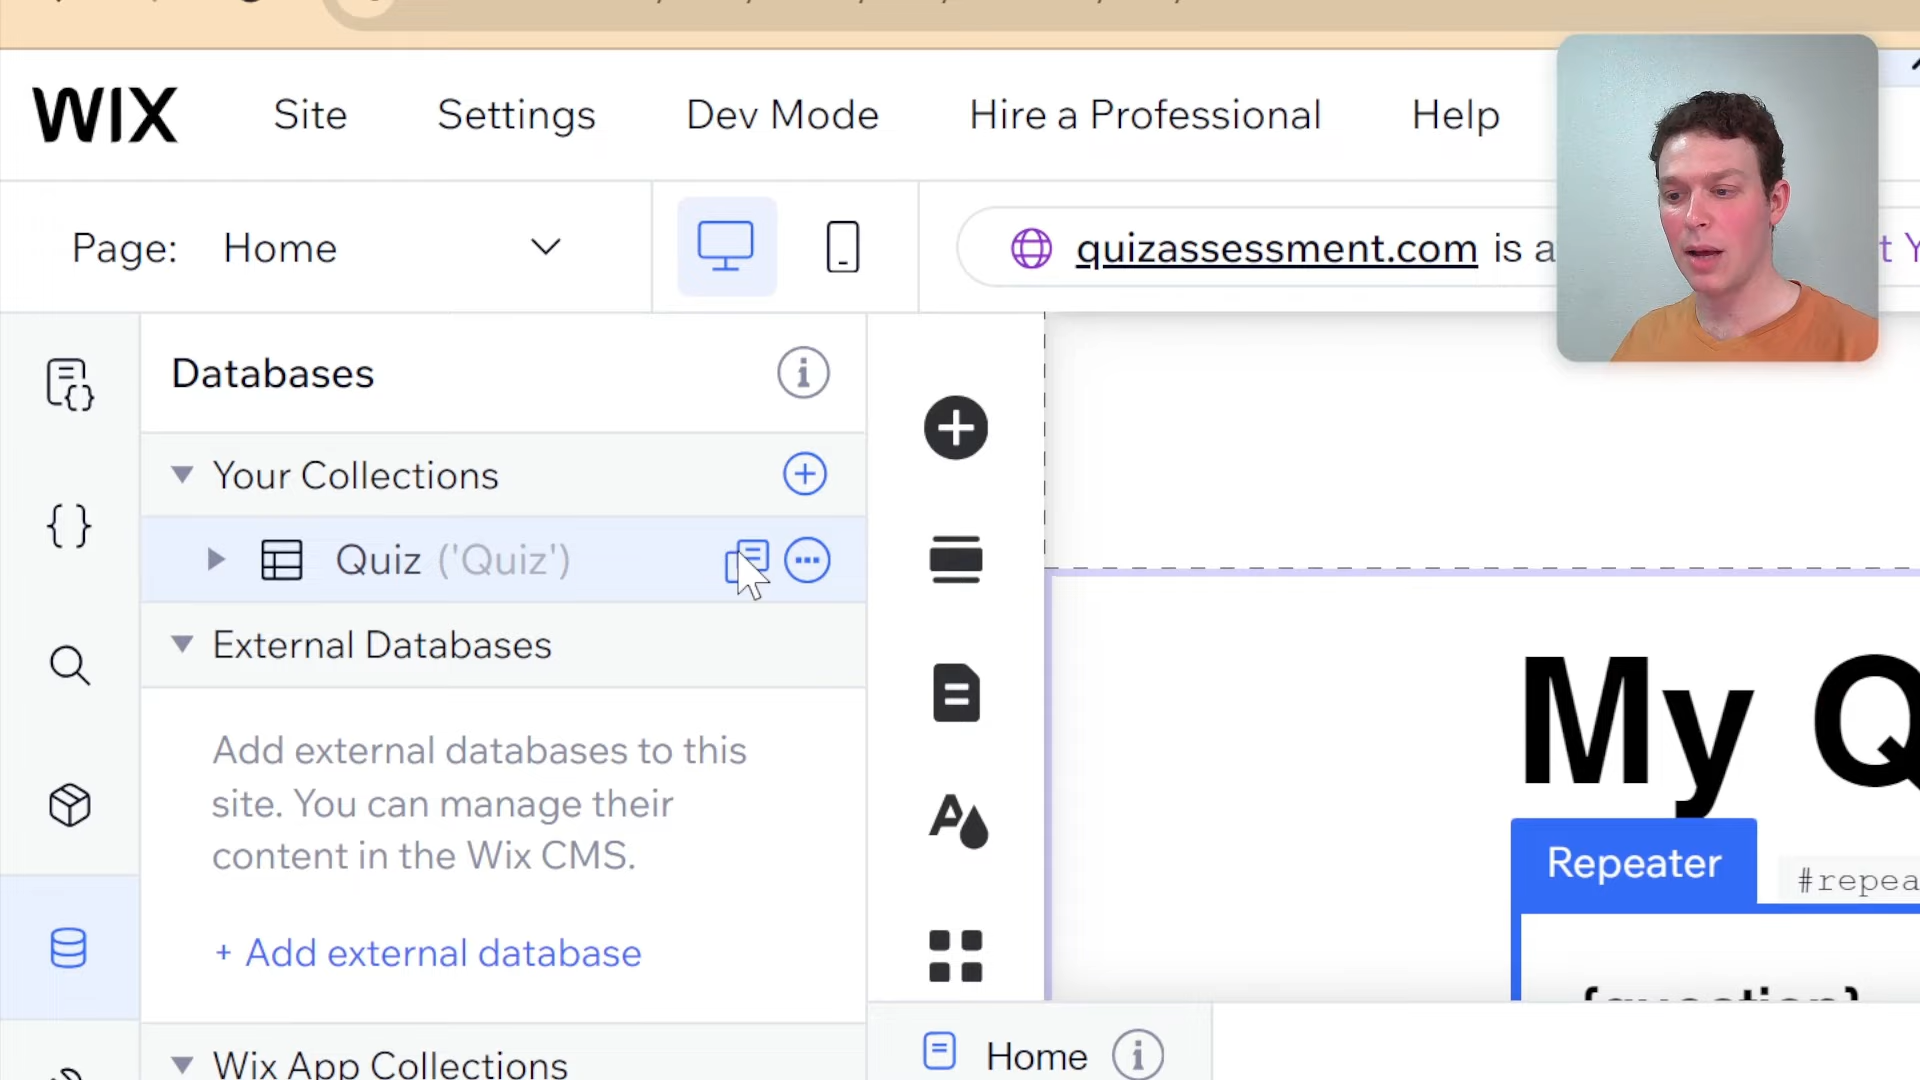 WIX Site Settings Dev Mode Hire a Professional Help
Page: Home
quizassessment.com is a
Databases
Your Collections
Quiz ('Quiz')
External Databases
Add external databases to this
site. You can manage their
content in the Wix CMS.
+ Add external database
Wix App Collections
My Q
Repeater
#repea
{question}
Home